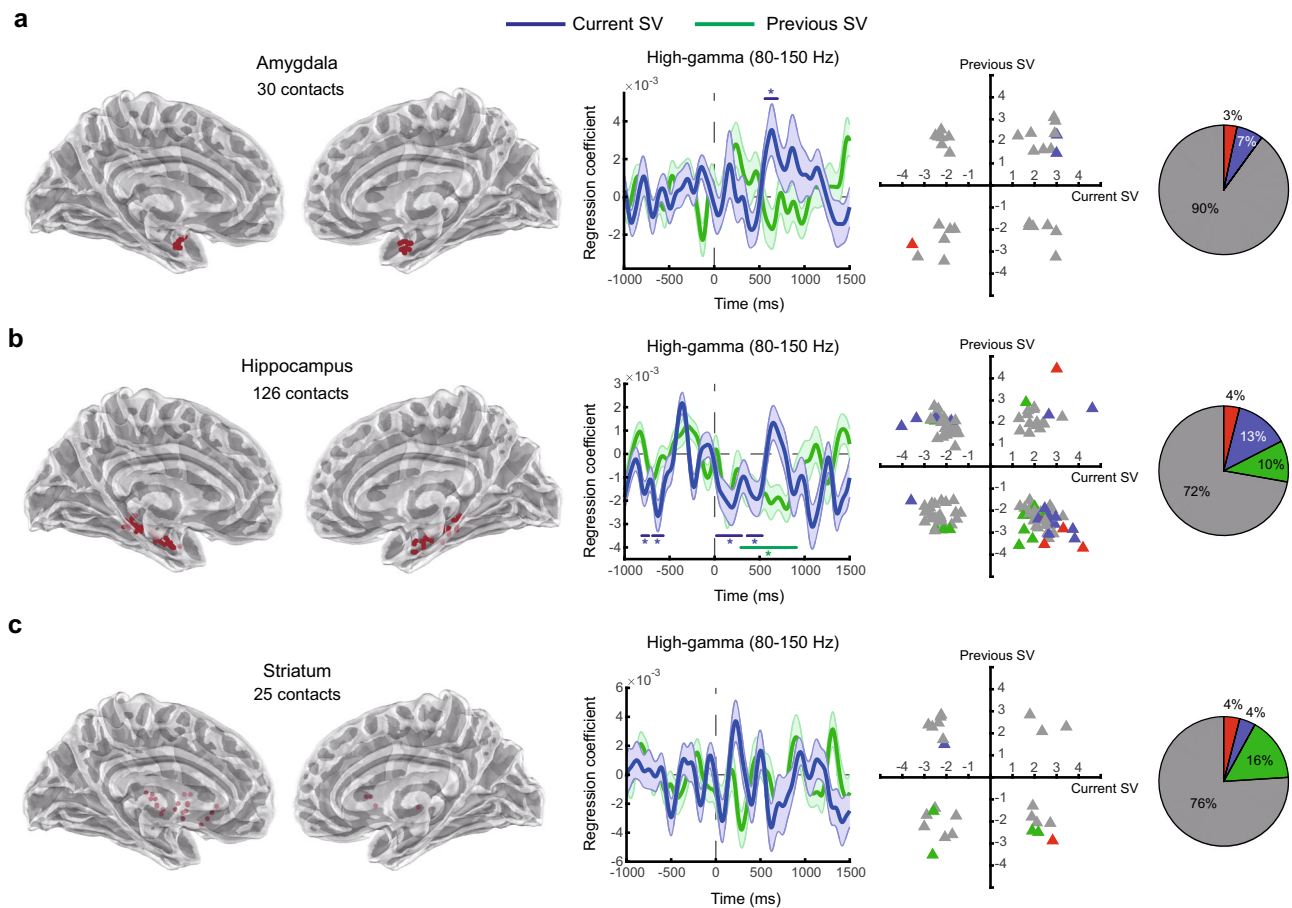 a
Current SV
Previous SV
Amygdala
30 contacts
High-gamma (80-150 Hz)
×10⁻³
Regression coefficient
4
2
0
-2
*
-1000 -500 0 500 1000 1500
Time (ms)
Previous SV
4
3
2
1
-4 -3 -2 -1 1 2 3 4
Current SV
-1
-2
-3
-4
3%
7%
90%
b
Hippocampus
126 contacts
High-gamma (80-150 Hz)
×10⁻³
Regression coefficient
3
2
1
0
-1
-2
-3
-4
* * * *
*
-1000 -500 0 500 1000 1500
Time (ms)
Previous SV
4
3
2
1
-4 -3 -2 -1 1 2 3 4
Current SV
-1
-2
-3
-4
4%
13%
10%
72%
c
Striatum
25 contacts
High-gamma (80-150 Hz)
×10⁻³
Regression coefficient
6
4
2
0
-2
-4
-6
-1000 -500 0 500 1000 1500
Time (ms)
Previous SV
4
3
2
1
-4 -3 -2 -1 1 2 3 4
Current SV
-1
-2
-3
-4
4%
4%
16%
76%